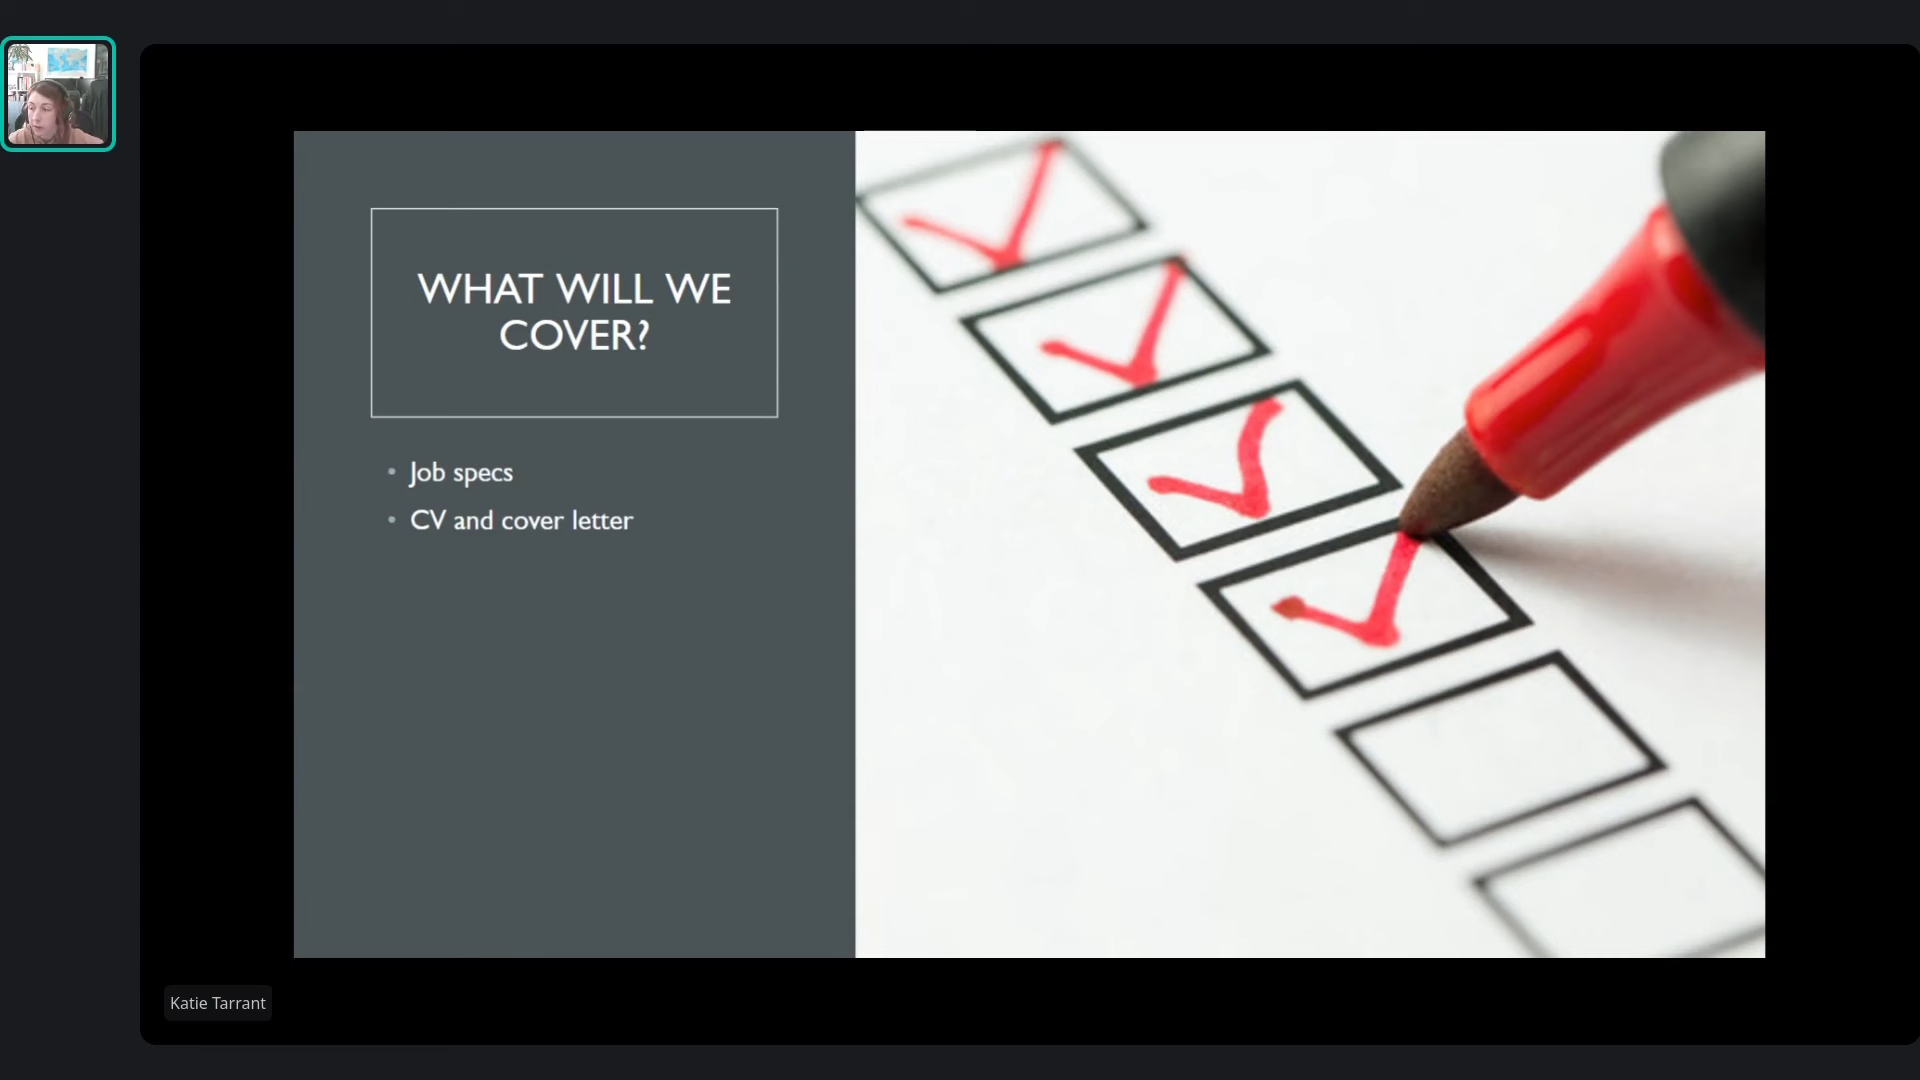 WHAT WILL WE
COVER?
• Job specs
• CV and cover letter
Katie Tarrant